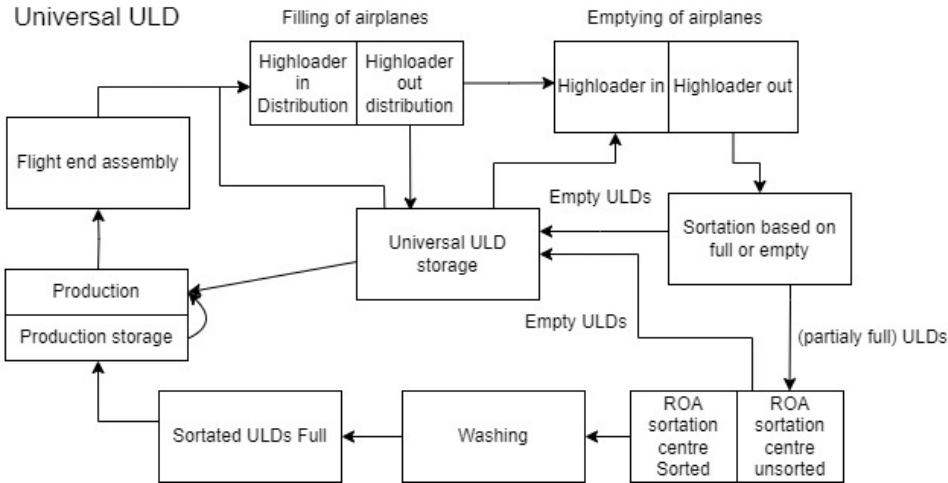 Universal ULD
Filling of airplanes
Emptying of airplanes
Highloader
in
Distribution
Highloader
out
distribution
Highloader in
Highloader out
Flight end assembly
Empty ULDs
Universal ULD
storage
Sortation based on
full or empty
Production
Production storage
Empty ULDs
(partialy full) ULDs
Sortated ULDs Full
Washing
ROA
sortation
centre
Sorted
ROA
sortation
centre
unsorted